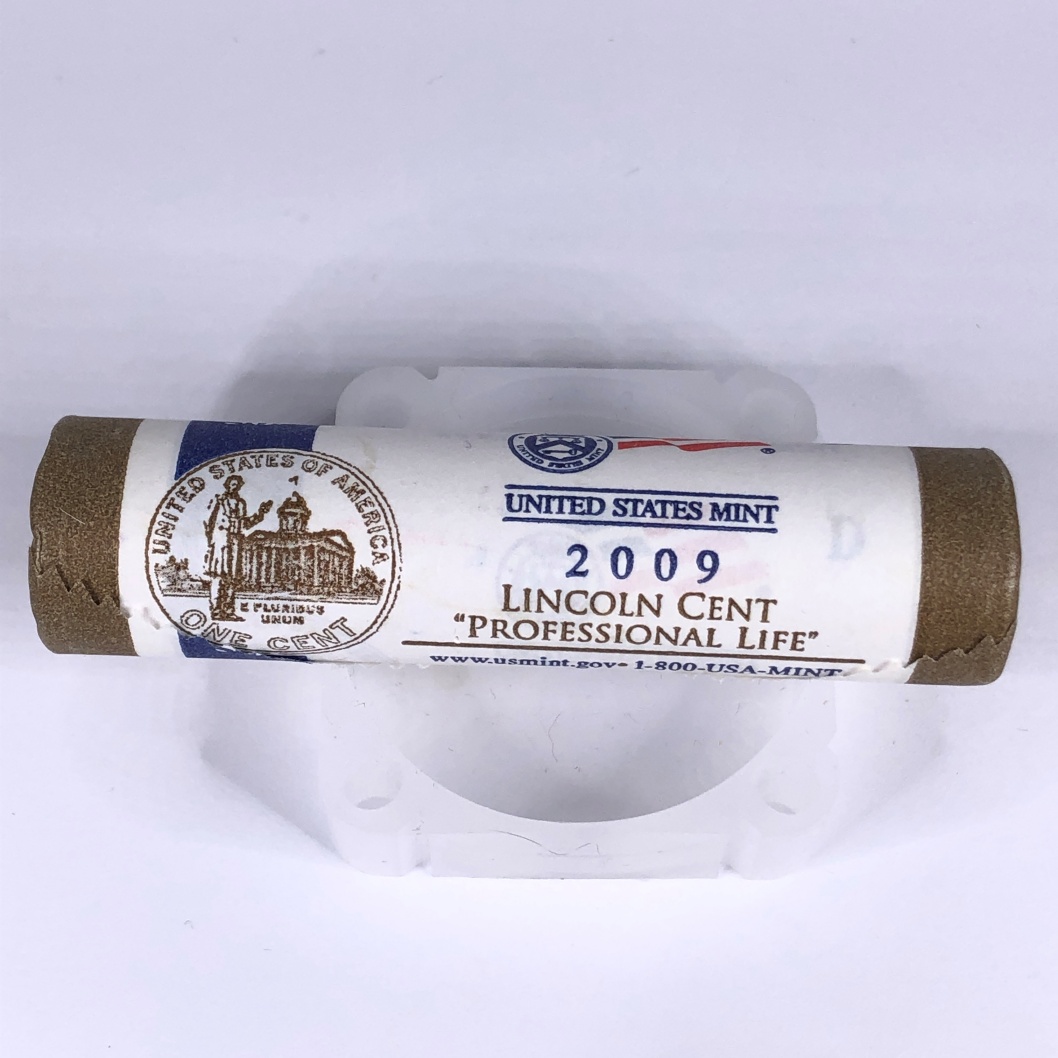 UNITED STATES OF AMERICA
E PLURIBUS
UNUM
ONE CENT
UNITED STATES MINT
2009
LINCOLN CENT
"PROFESSIONAL LIFE"
www.usmint.gov• 1-800-USA-MINT
D